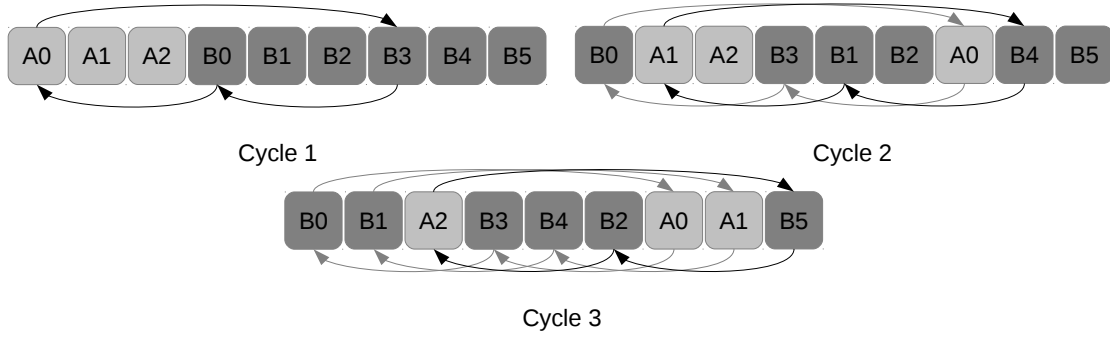 A0 A1 A2 B0 B1 B2 B3 B4 B5
Cycle 1
B0 A1 A2 B3 B1 B2 A0 B4 B5
Cycle 2
B0 B1 A2 B3 B4 B2 A0 A1 B5
Cycle 3